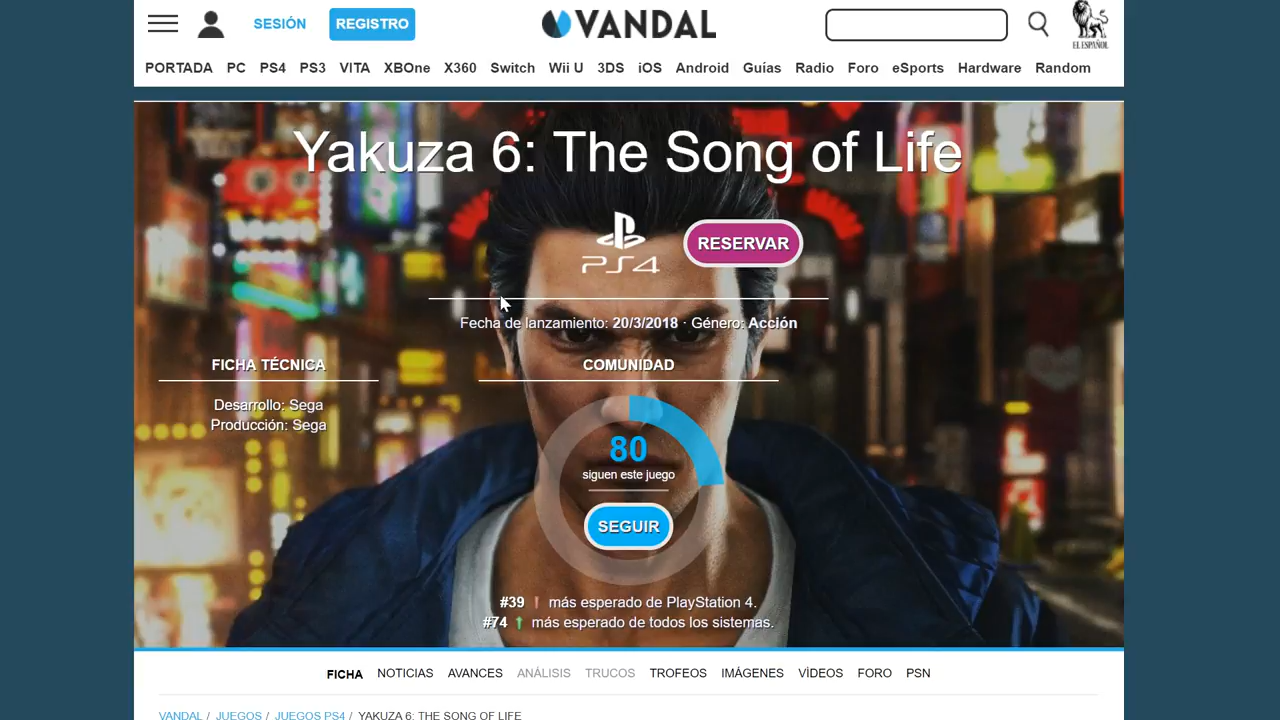 SESIÓN REGISTRO VANDAL EL ESPAÑOL
PORTADA PC PS4 PS3 VITA XBOne X360 Switch Wii U 3DS iOS Android Guías Radio Foro eSports Hardware Random
Yakuza 6: The Song of Life
PS4 RESERVAR
Fecha de lanzamiento: 20/3/2018 · Género: Acción
FICHA TÉCNICA
Desarrollo: Sega
Producción: Sega
COMUNIDAD
80
siguen este juego
SEGUIR
#39 más esperado de PlayStation 4.
#74 más esperado de todos los sistemas.
FICHA NOTICIAS AVANCES ANÁLISIS TRUCOS TROFEOS IMÁGENES VÍDEOS FORO PSN
VANDAL / JUEGOS / JUEGOS PS4 / YAKUZA 6: THE SONG OF LIFE